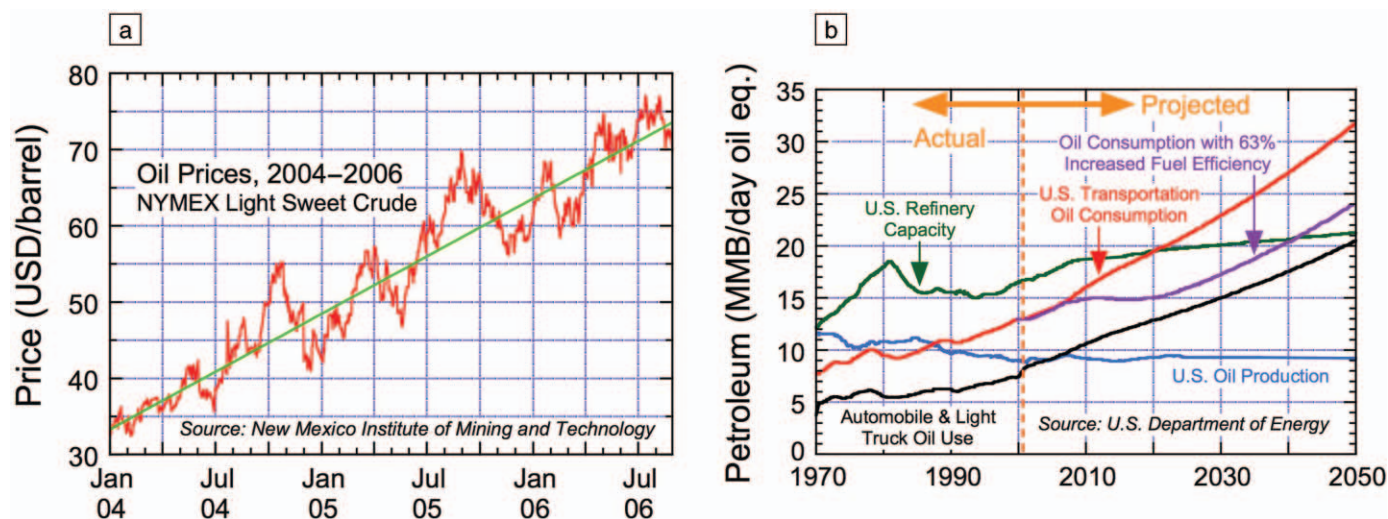 a
Price (USD/barrel)
80
70
60
50
40
30
Oil Prices, 2004–2006
NYMEX Light Sweet Crude
Source: New Mexico Institute of Mining and Technology
Jan 04
Jul 04
Jan 05
Jul 05
Jan 06
Jul 06
b
Petroleum (MMB/day oil eq.)
35
30
25
20
15
10
5
0
Actual
Projected
Oil Consumption with 63%
Increased Fuel Efficiency
U.S. Transportation
Oil Consumption
U.S. Refinery
Capacity
U.S. Oil Production
Automobile & Light
Truck Oil Use
Source: U.S. Department of Energy
1970
1990
2010
2030
2050